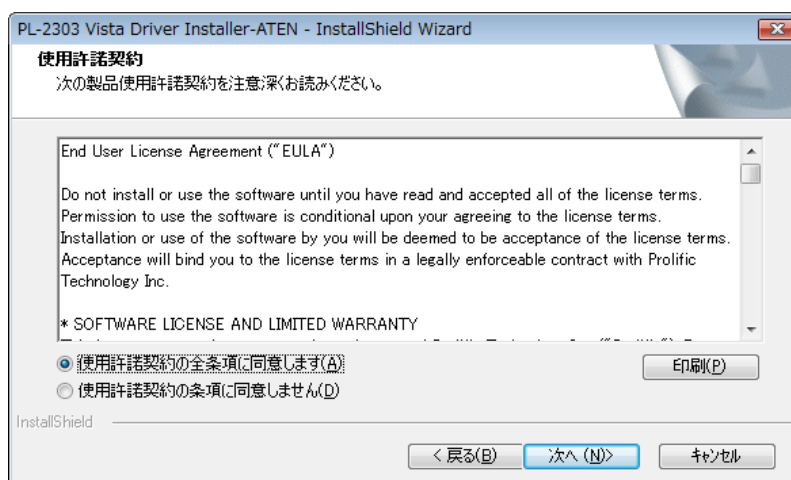 PL-2303 Vista Driver Installer-ATEN - InstallShield Wizard
使用許諾契約
次の製品使用許諾契約を注意深くお読みください。
End User License Agreement ("EULA")
Do not install or use the software until you have read and accepted all of the license terms.
Permission to use the software is conditional upon your agreeing to the license terms.
Installation or use of the software by you will be deemed to be acceptance of the license terms.
Acceptance will bind you to the license terms in a legally enforceable contract with Prolific
Technology Inc.
* SOFTWARE LICENSE AND LIMITED WARRANTY
使用許諾契約の全条項に同意します(A)
印刷(P)
使用許諾契約の条項に同意しません(D)
InstallShield
< 戻る(B)
次へ (N)>
キャンセル